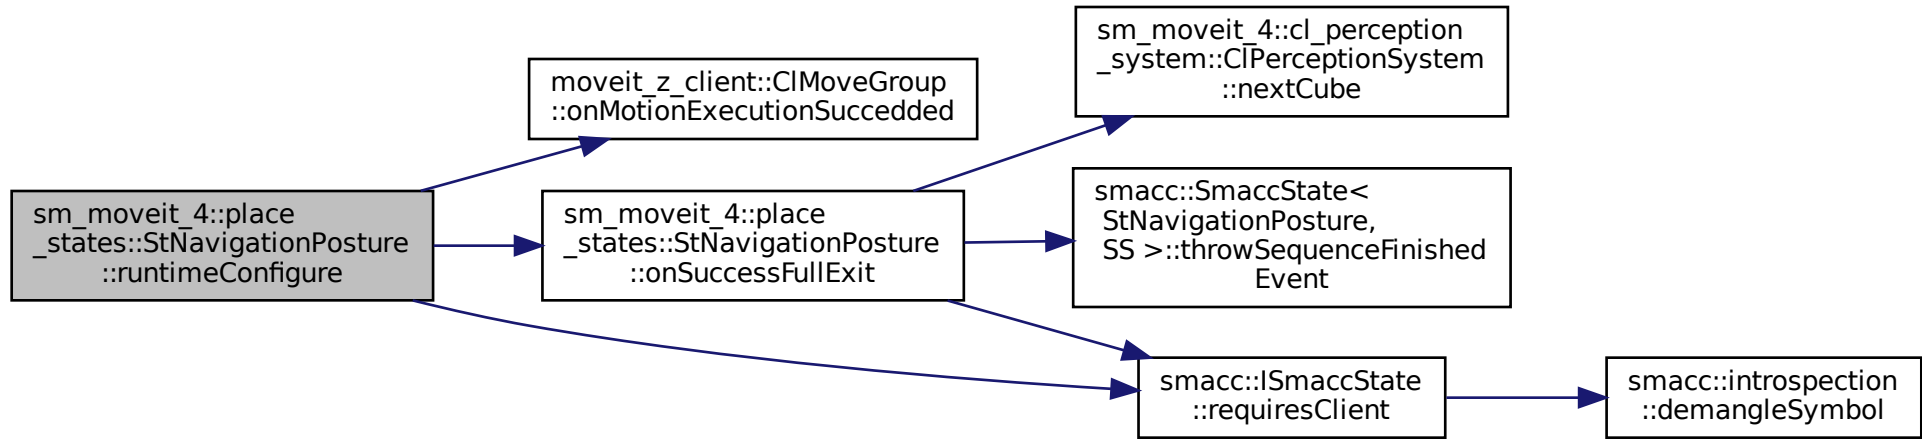 sm_moveit_4::place
_states::StNavigationPosture
::runtimeConfigure
moveit_z_client::ClMoveGroup
::onMotionExecutionSuccedded
sm_moveit_4::place
_states::StNavigationPosture
::onSuccessFullExit
sm_moveit_4::cl_perception
_system::ClPerceptionSystem
::nextCube
smacc::SmaccState<
StNavigationPosture,
SS >::throwSequenceFinished
Event
smacc::ISmaccState
::requiresClient
smacc::introspection
::demangleSymbol